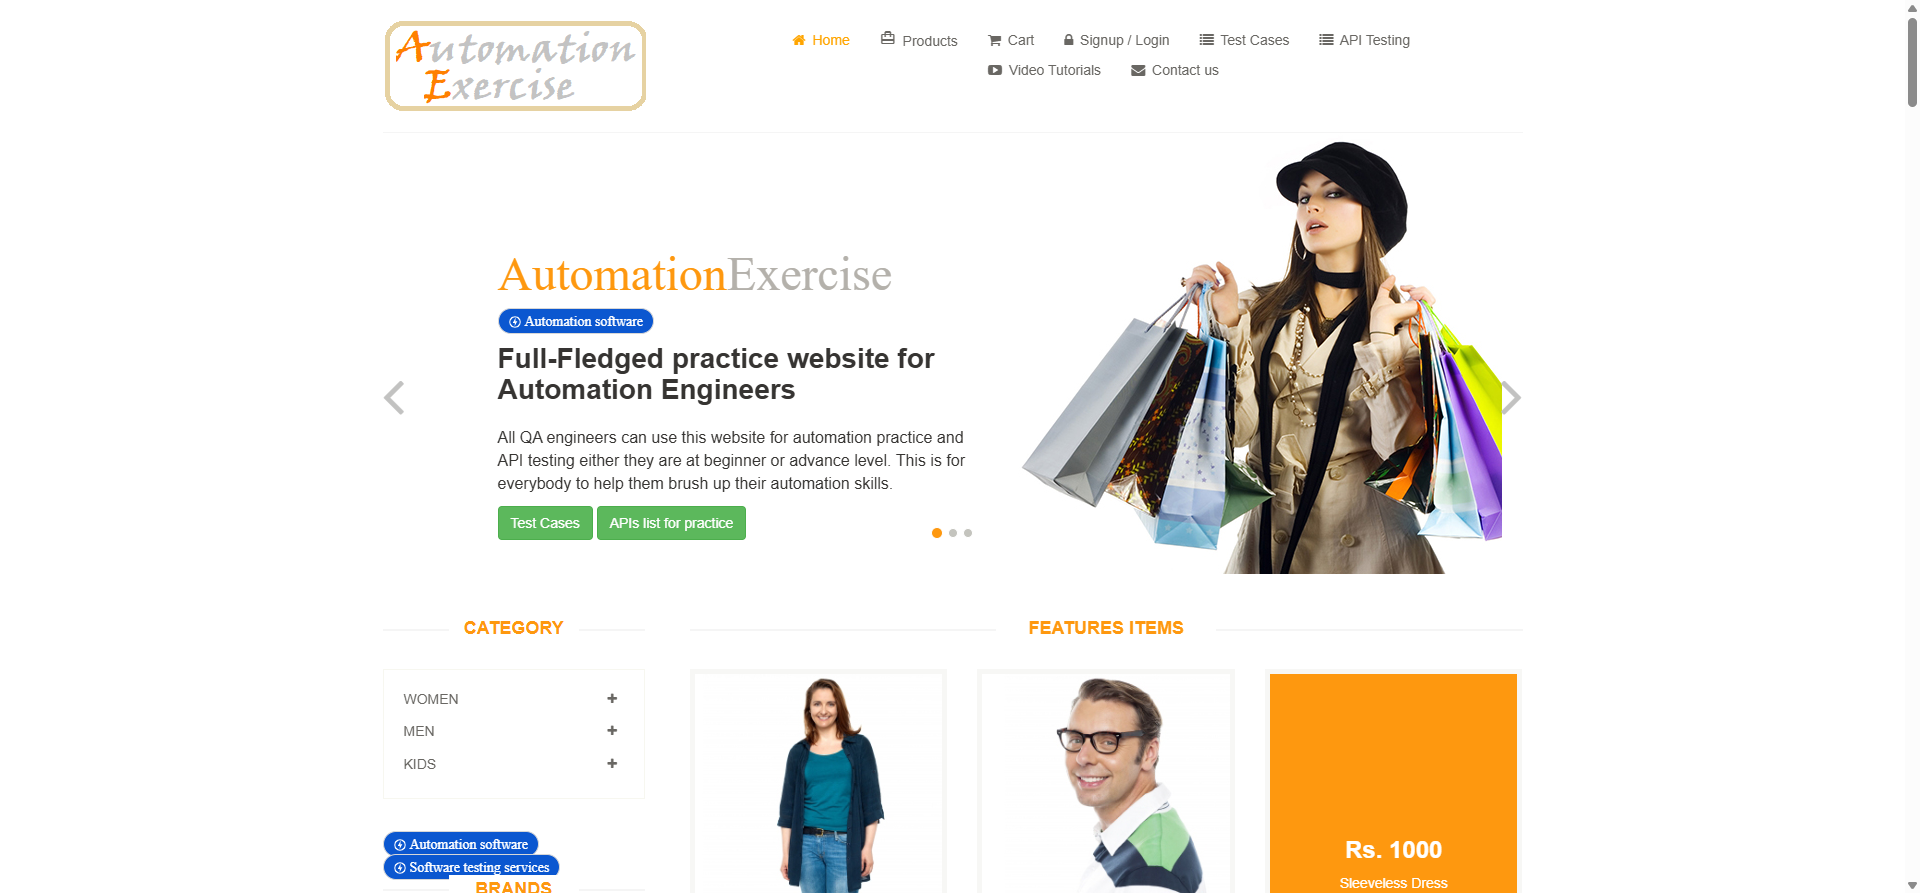 Automation
Exercise
Home
Products
Cart
Signup / Login
Test Cases
API Testing
Video Tutorials
Contact us
AutomationExercise
Automation software
Full-Fledged practice website for
Automation Engineers
All QA engineers can use this website for automation practice and
API testing either they are at beginner or advance level. This is for
everybody to help them brush up their automation skills.
Test Cases
APIs list for practice
CATEGORY
WOMEN
MEN
KIDS
Automation software
Software testing services
BRANDS
FEATURES ITEMS
Rs. 1000
Sleeveless Dress